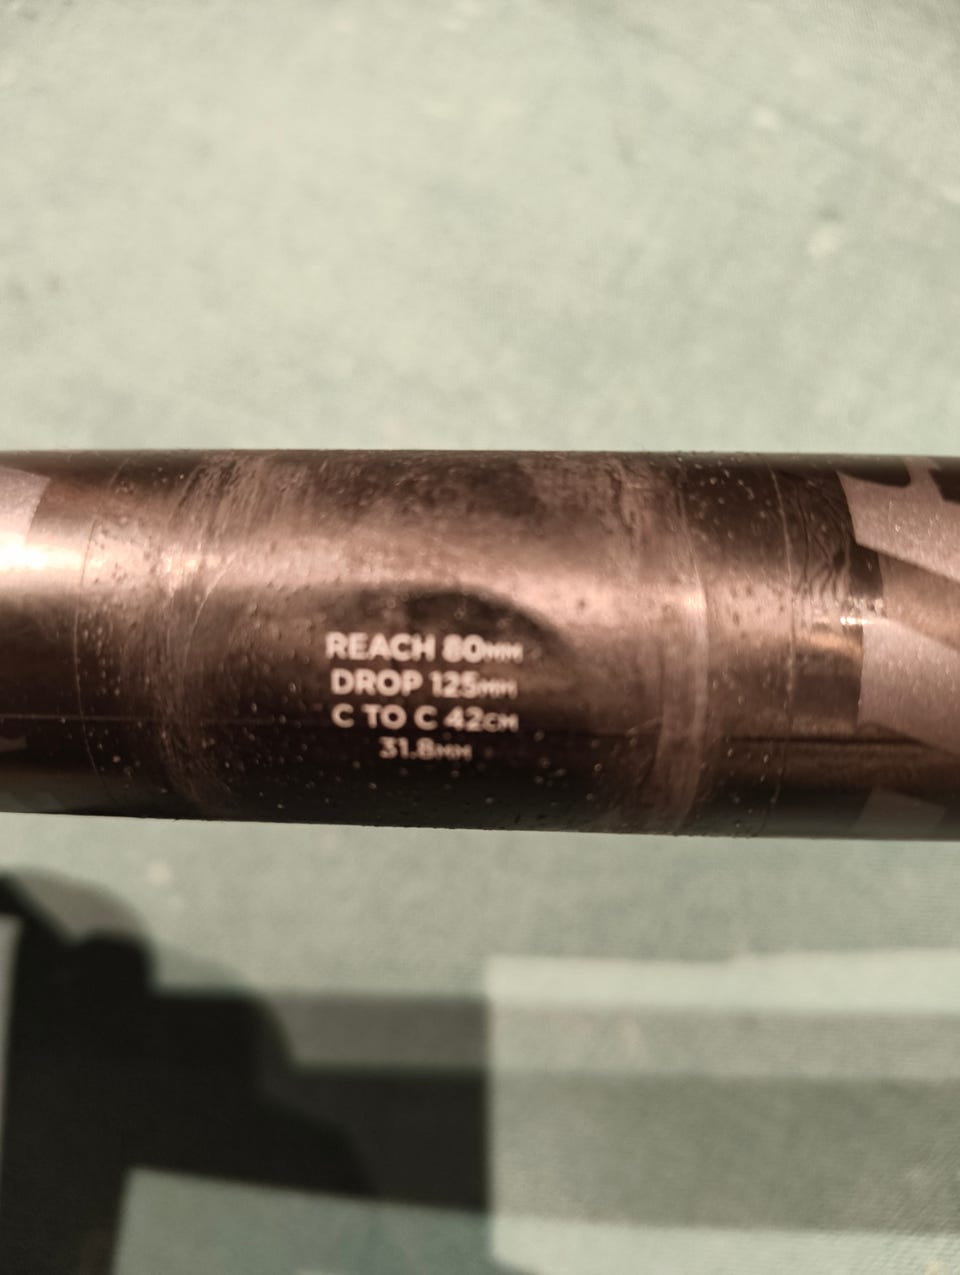 REACH 80MM
DROP 125MM
C TO C 42CM
31.8MM